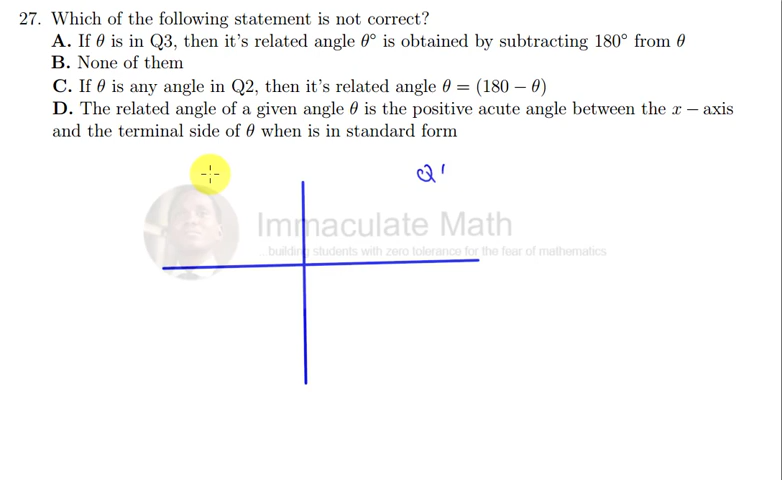 27. Which of the following statement is not correct?
A. If θ is in Q3, then it's related angle θ° is obtained by subtracting 180° from θ
B. None of them
C. If θ is any angle in Q2, then it's related angle θ = (180 − θ)
D. The related angle of a given angle θ is the positive acute angle between the x − axis
and the terminal side of θ when is in standard form
Q1
Immaculate Math
...building students with zero tolerance for the fear of mathematics